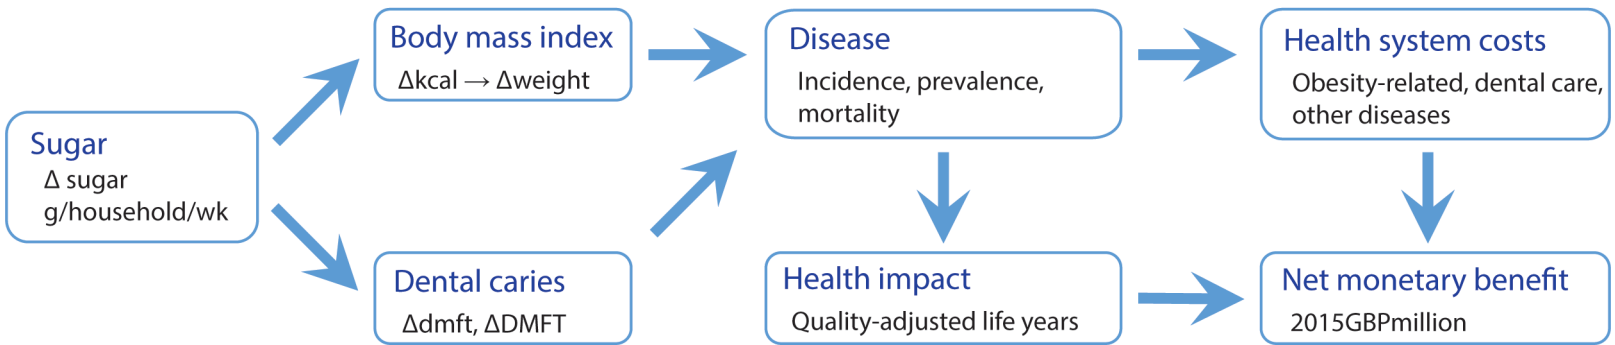 Sugar
Δ sugar
g/household/wk
Body mass index
Δkcal → Δweight
Dental caries
Δdmft, ΔDMFT
Disease
Incidence, prevalence,
mortality
Health impact
Quality-adjusted life years
Health system costs
Obesity-related, dental care,
other diseases
Net monetary benefit
2015GBPmillion